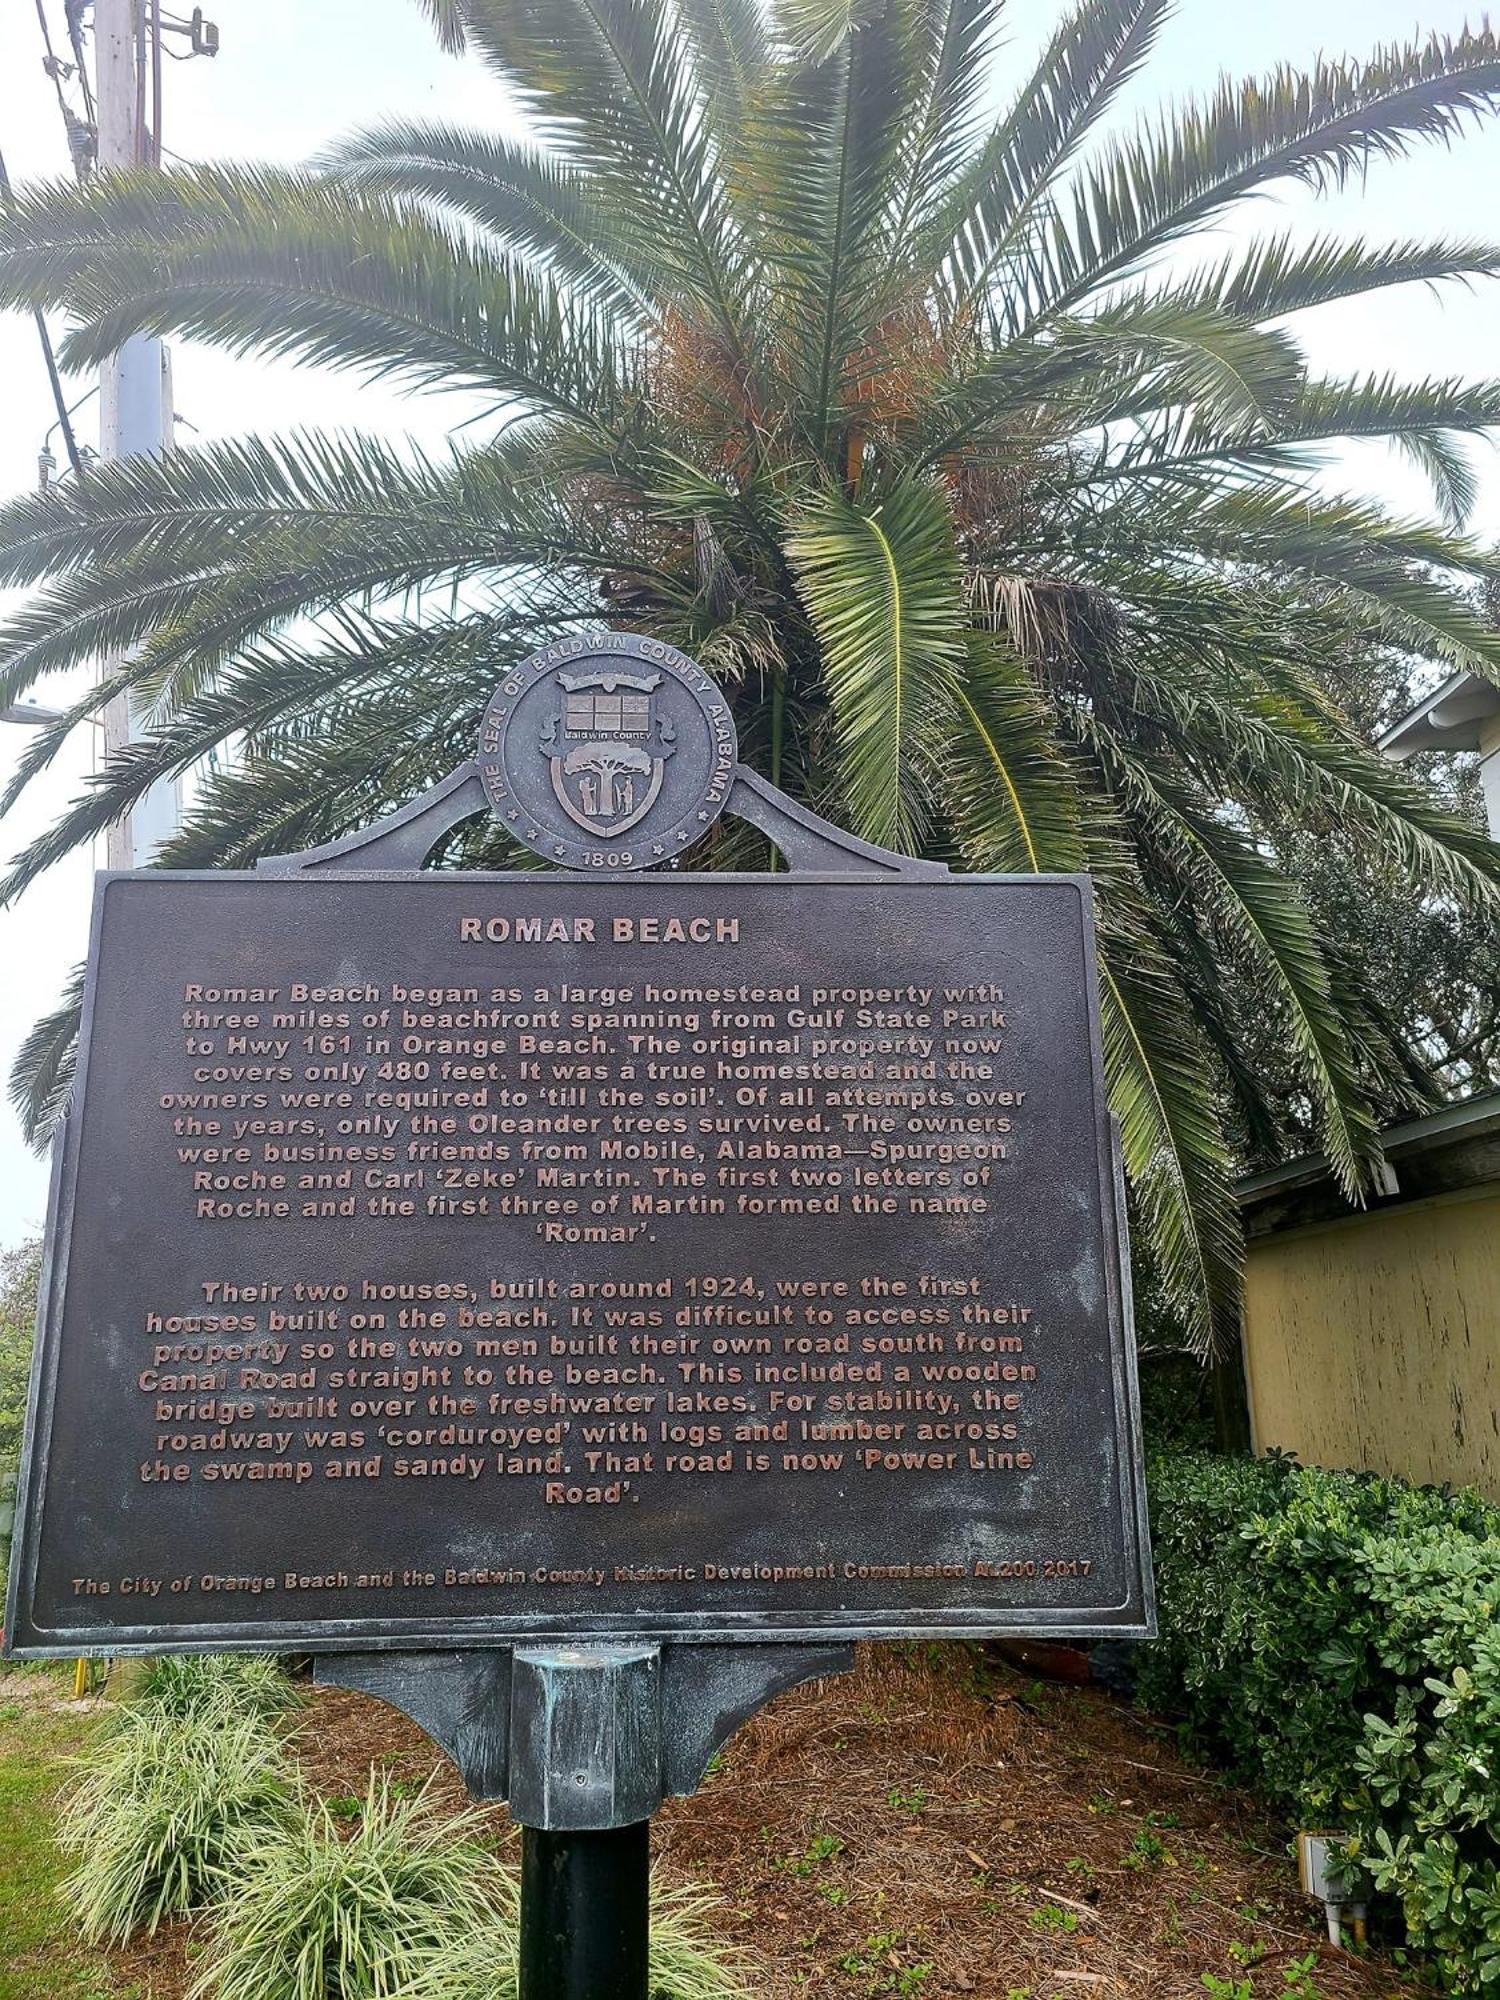 THE SEAL OF BALDWIN COUNTY ALABAMA
Baldwin County
1809
ROMAR BEACH
Romar Beach began as a large homestead property with
three miles of beachfront spanning from Gulf State Park
to Hwy 161 in Orange Beach. The original property now
covers only 480 feet. It was a true homestead and the
owners were required to ‘till the soil’. Of all attempts over
the years, only the Oleander trees survived. The owners
were business friends from Mobile, Alabama—Spurgeon
Roche and Carl ‘Zeke’ Martin. The first two letters of
Roche and the first three of Martin formed the name
‘Romar’.
Their two houses, built around 1924, were the first
houses built on the beach. It was difficult to access their
property so the two men built their own road south from
Canal Road straight to the beach. This included a wooden
bridge built over the freshwater lakes. For stability, the
roadway was ‘corduroyed’ with logs and lumber across
the swamp and sandy land. That road is now ‘Power Line
Road’.
The City of Orange Beach and the Baldwin County Historic Development Commission AL200 2017